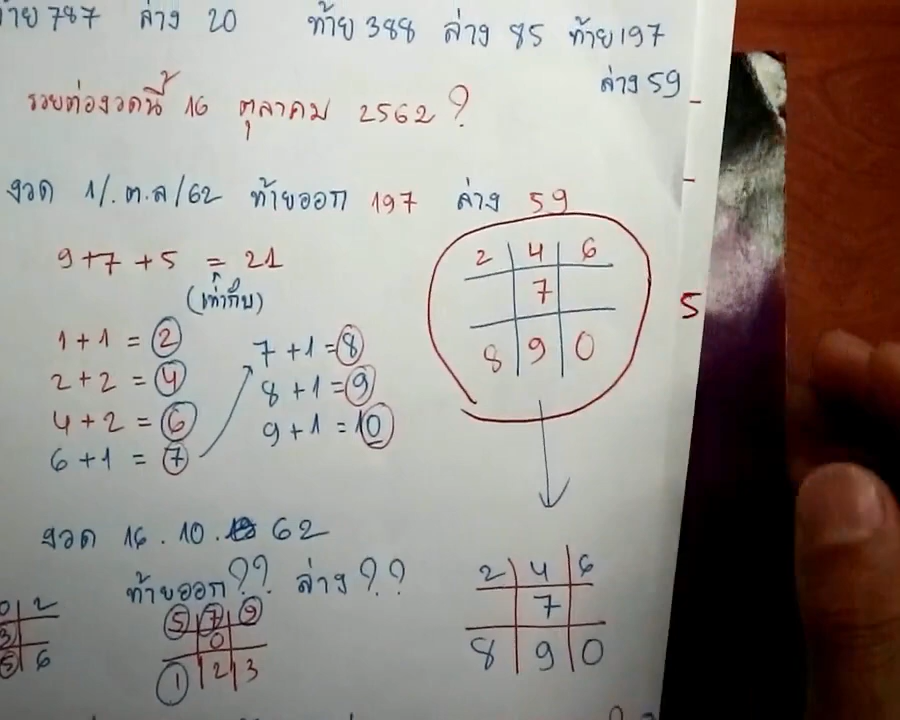 ท้าย 787 ล่าง 20 ท้าย 388 ล่าง 85 ท้าย 197
ล่าง 59
รวยต่องวดนี้ 16 ตุลาคม 2562 ?
งวด 1/.ต.ล/62 ท้ายออก 197 ล่าง 59
9+7+5 = 21
(เท่ากับ)
1+1 = 2
2+2 = 4
4+2 = 6
6+1 = 7
7+1=8
8+1=9
9+1=10
2 4 6
7
8 9 0
5
งวด 16.10. 62
ท้ายออก?? ล่าง??
0 2
3
5 6
5 7 9
0
1 2 3
2 4 6
7
8 9 0